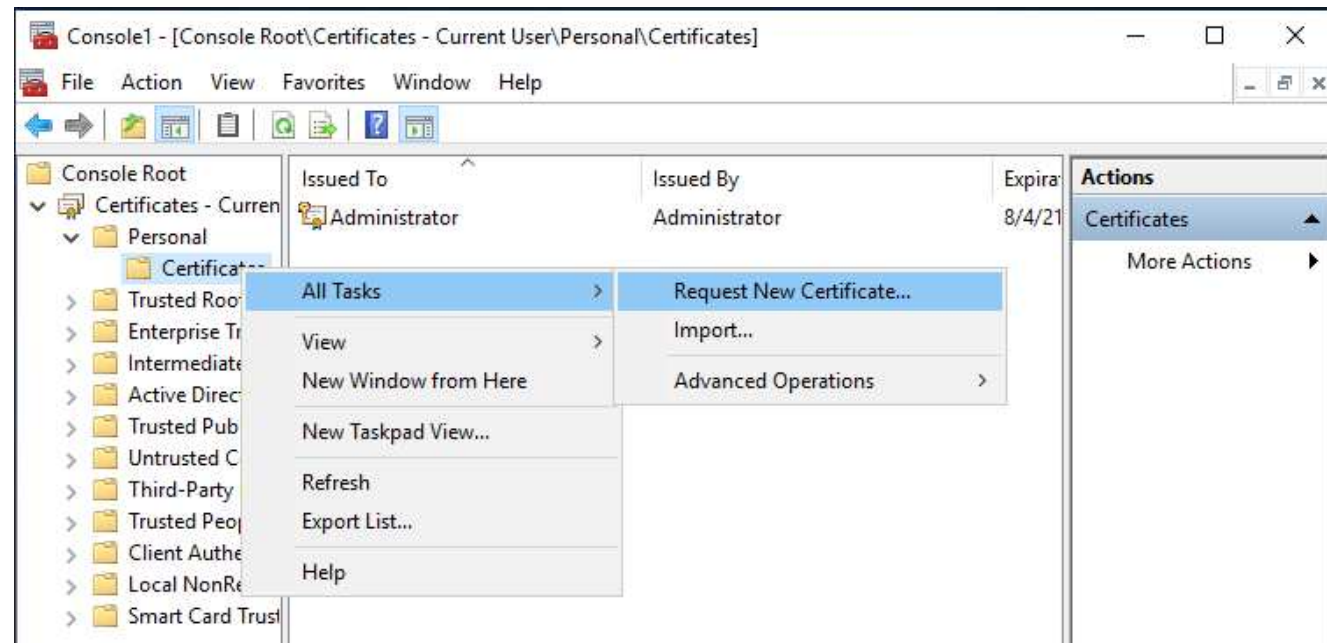 Console1 - [Console Root\Certificates - Current User\Personal\Certificates]
File Action View Favorites Window Help
Console Root
Certificates - Curren
Personal
Certificates
Trusted Roo
Enterprise Tr
Intermediate
Active Direc
Trusted Pub
Untrusted C
Third-Party
Trusted Peop
Client Authe
Local NonRe
Smart Card Trust
Issued To Issued By Expira
Administrator Administrator 8/4/21
All Tasks
View
New Window from Here
New Taskpad View...
Refresh
Export List...
Help
Request New Certificate...
Import...
Advanced Operations
Actions
Certificates
More Actions